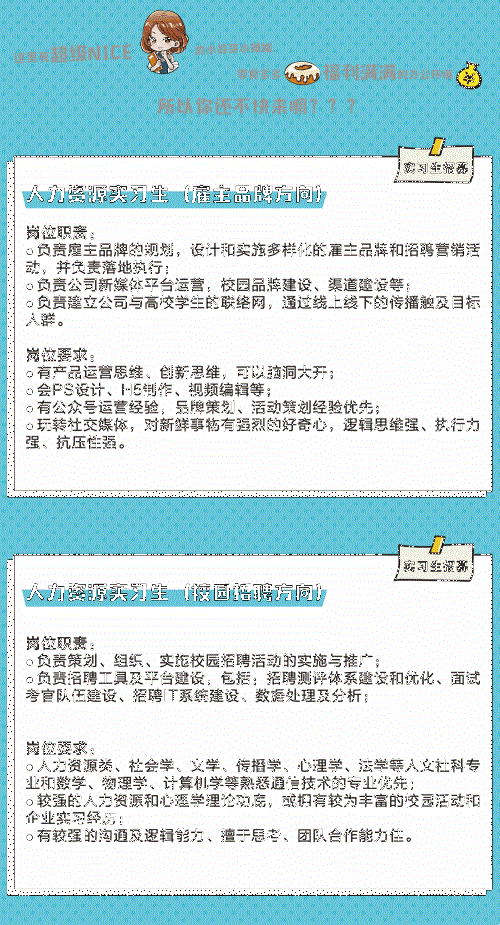 这里有超级NICE
的小哥哥小姐姐
福利满满的办公环境
所以你还不快来啊？？？
实习生招募
人力资源实习生（雇主品牌方向）
岗位职责：
○负责雇主品牌的规划，设计和实施多样化的雇主品牌和招聘营销活
动，并负责落地执行；
○负责公司新媒体平台运营，校园品牌建设、渠道建设等；
○负责建立公司与高校学生的联络网，通过线上线下的传播触及目标
人群。
岗位要求：
○有产品运营思维、创新思维，可以脑洞大开；
○会PS设计、H5制作、视频编辑等；
○有公众号运营经验，品牌策划、活动策划经验优先；
○玩转社交媒体，对新鲜事物有强烈的好奇心，逻辑思维强、执行力
强、抗压性强。
实习生招募
人力资源实习生（校园招聘方向）
岗位职责：
○负责策划、组织、实施校园招聘活动的实施与推广；
○负责招聘工具及平台建设，包括：招聘测评体系建设和优化、面试
考官队伍建设、招聘IT系统建设、数据处理及分析；
岗位要求：
○人力资源类、社会学、文学、传播学、心理学、法学等人文社科专
业和数学、物理学、计算机学等熟悉通信技术的专业优先；
○较强的人力资源和心理学理论功底，或拥有较为丰富的校园活动和
企业实习经历；
○有较强的沟通及逻辑能力、擅于思考、团队合作能力佳。